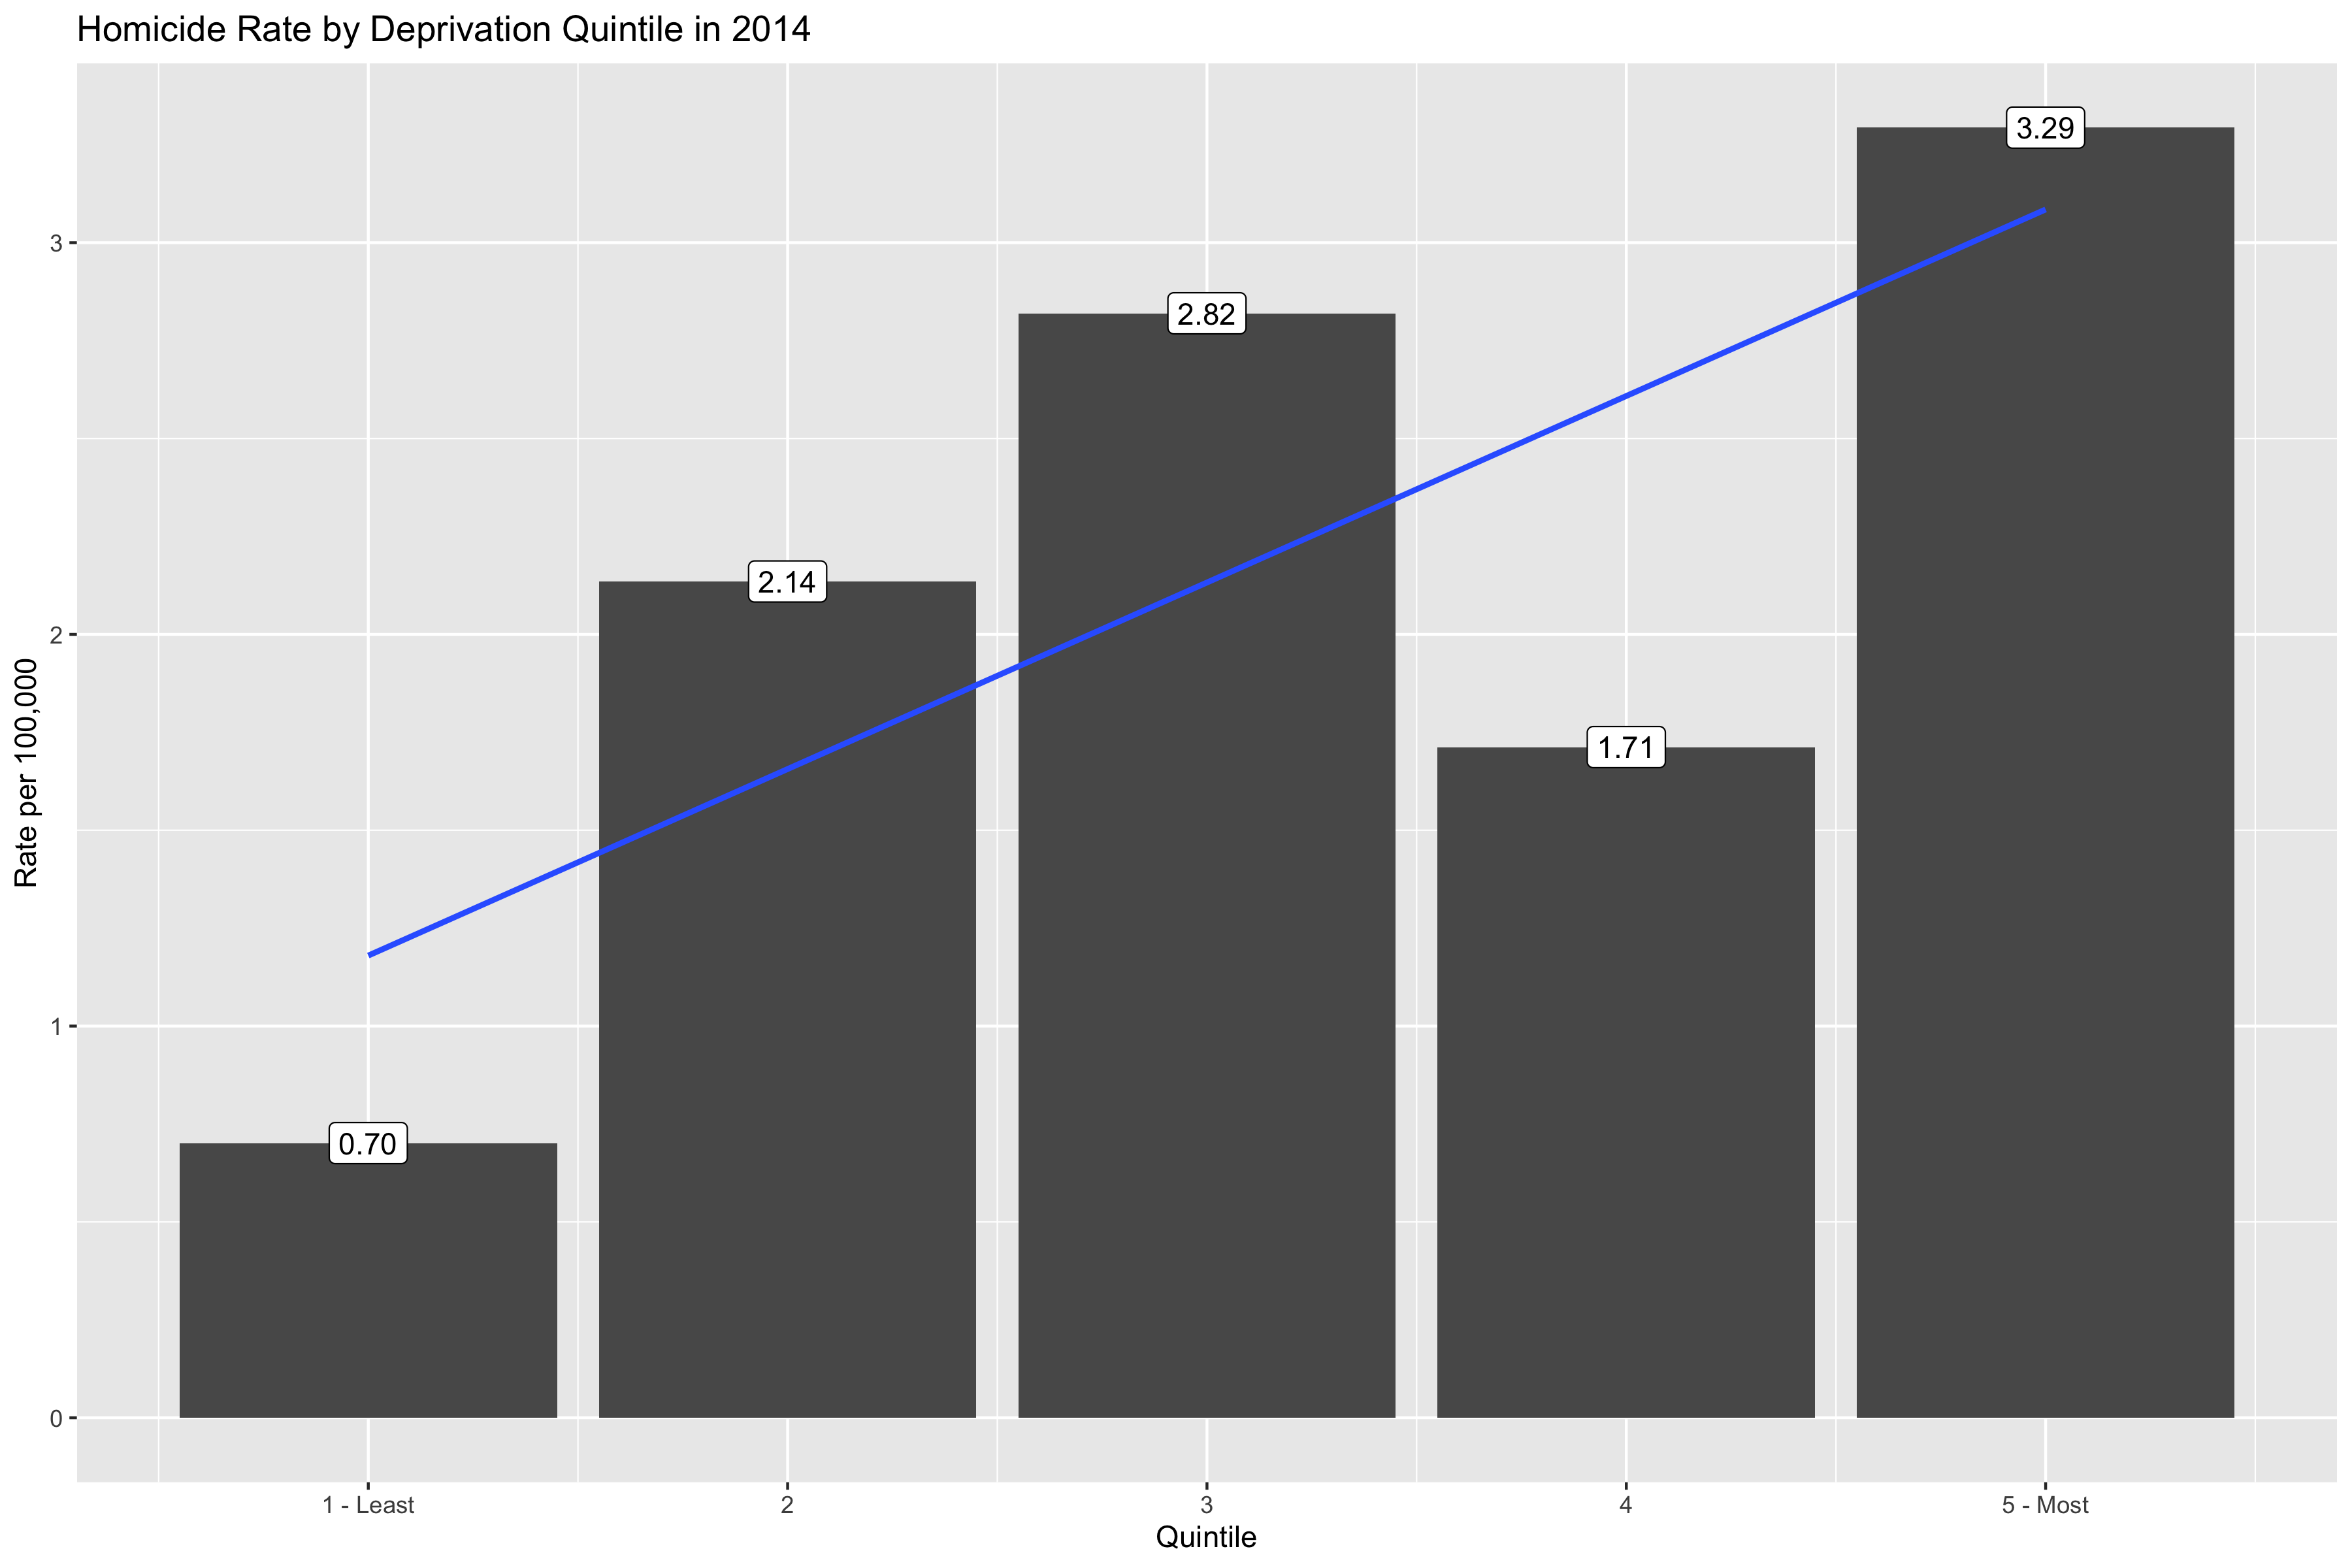 Homicide Rate by Deprivation Quintile in 2014
Rate per 100,000
3
2
1
0
0.70
2.14
2.82
1.71
3.29
1 - Least
2
3
4
5 - Most
Quintile